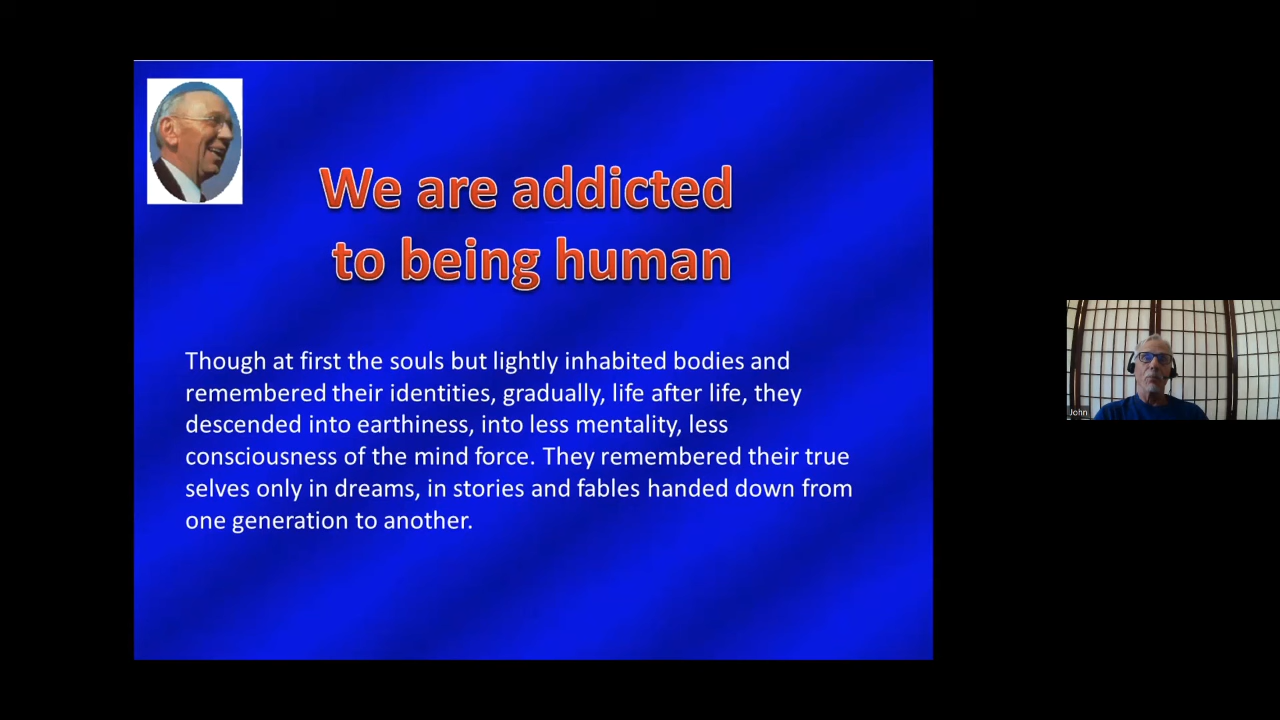 We are addicted
to being human
Though at first the souls but lightly inhabited bodies and
remembered their identities, gradually, life after life, they
descended into earthiness, into less mentality, less
consciousness of the mind force. They remembered their true
selves only in dreams, in stories and fables handed down from
one generation to another.
John